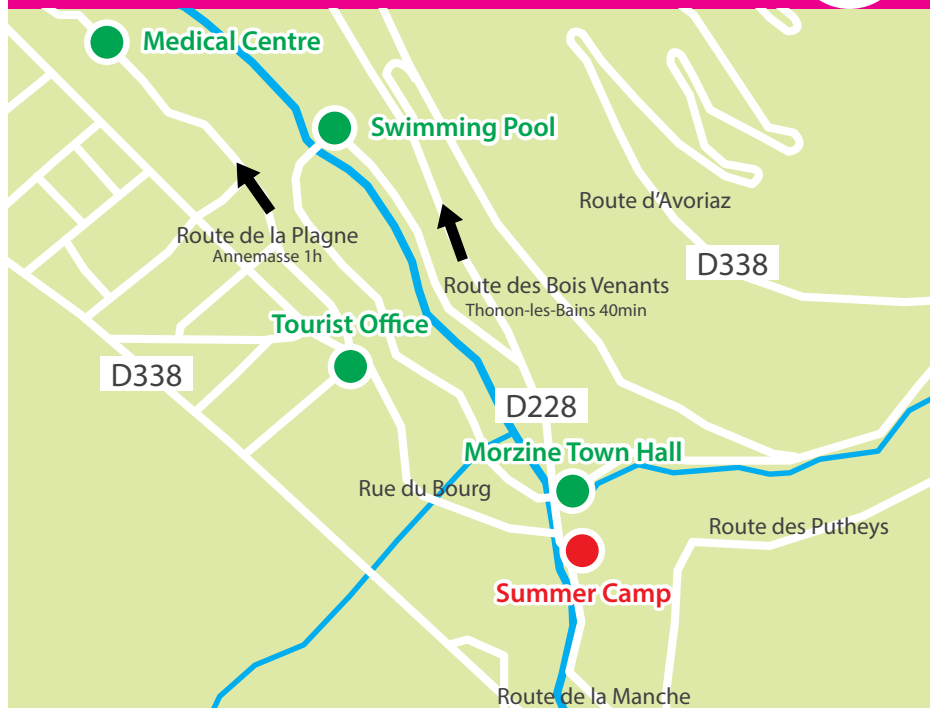 Medical Centre
Swimming Pool
Route d'Avoriaz
Route de la Plagne
Annemasse 1h
D338
Route des Bois Venants
Thonon-les-Bains 40min
Tourist Office
D338
D228
Morzine Town Hall
Rue du Bourg
Route des Putheys
Summer Camp
Route de la Manche